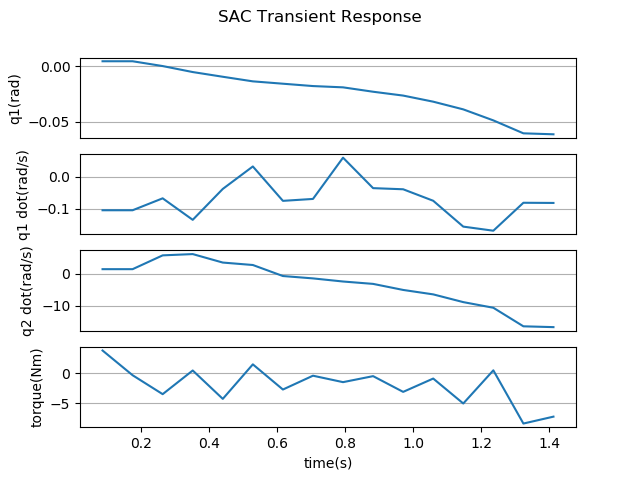 SAC Transient Response
q1(rad)
0.00
−0.05
q1 dot(rad/s)
0.0
−0.1
q2 dot(rad/s)
0
−10
torque(Nm)
0
−5
0.2 0.4 0.6 0.8 1.0 1.2 1.4
time(s)